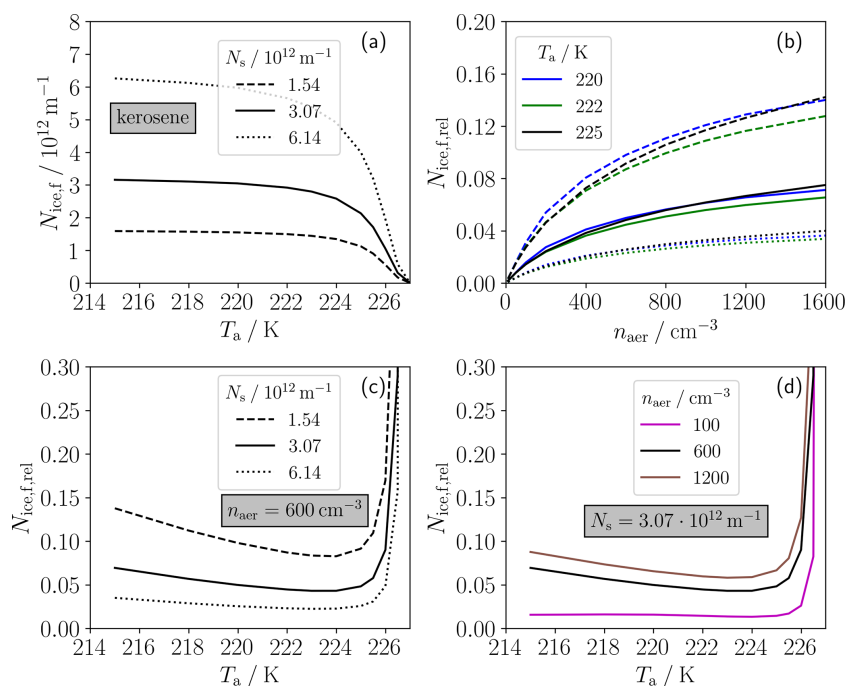 (a)
N_s / 10^12 m^−1
1.54
3.07
6.14
kerosene
N_ice,f / 10^12 m^−1
0
1
2
3
4
5
6
7
8
214 216 218 220 222 224 226
T_a / K
(b)
T_a / K
220
222
225
N_ice,f,rel
0.00
0.04
0.08
0.12
0.16
0.20
0 400 800 1200 1600
n_aer / cm^−3
(c)
N_s / 10^12 m^−1
1.54
3.07
6.14
n_aer = 600 cm^−3
N_ice,f,rel
0.00
0.05
0.10
0.15
0.20
0.25
0.30
214 216 218 220 222 224 226
T_a / K
(d)
n_aer / cm^−3
100
600
1200
N_s = 3.07 · 10^12 m^−1
N_ice,f,rel
0.00
0.05
0.10
0.15
0.20
0.25
0.30
214 216 218 220 222 224 226
T_a / K